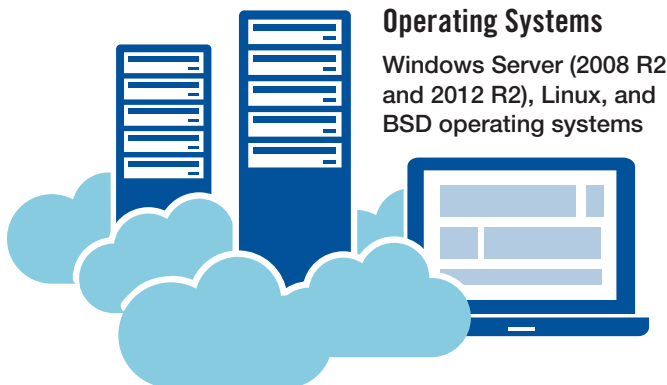 Operating Systems
Windows Server (2008 R2
and 2012 R2), Linux, and
BSD operating systems